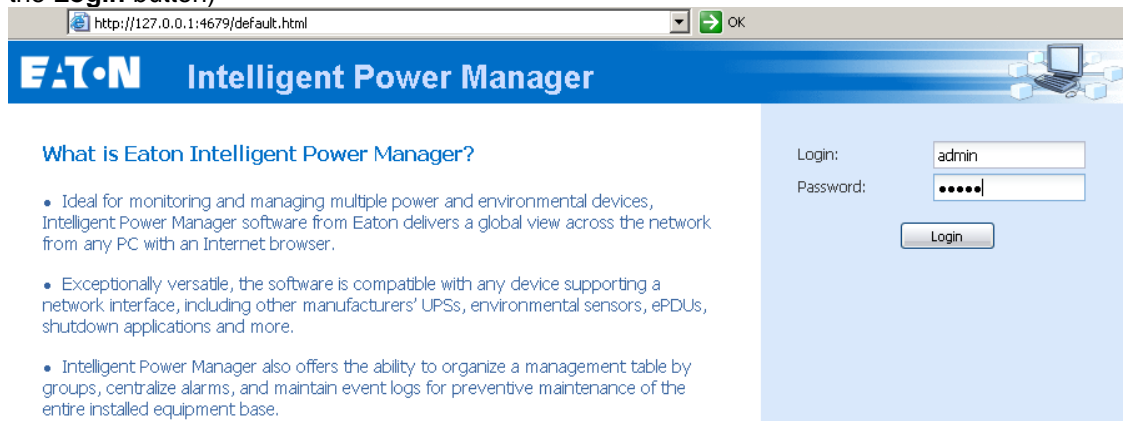 the Login button)
http://127.0.0.1:4679/default.html
OK
EATON Intelligent Power Manager
What is Eaton Intelligent Power Manager?
• Ideal for monitoring and managing multiple power and environmental devices,
Intelligent Power Manager software from Eaton delivers a global view across the network
from any PC with an Internet browser.
• Exceptionally versatile, the software is compatible with any device supporting a
network interface, including other manufacturers' UPSs, environmental sensors, ePDUs,
shutdown applications and more.
• Intelligent Power Manager also offers the ability to organize a management table by
groups, centralize alarms, and maintain event logs for preventive maintenance of the
entire installed equipment base.
Login: admin
Password: •••••
Login